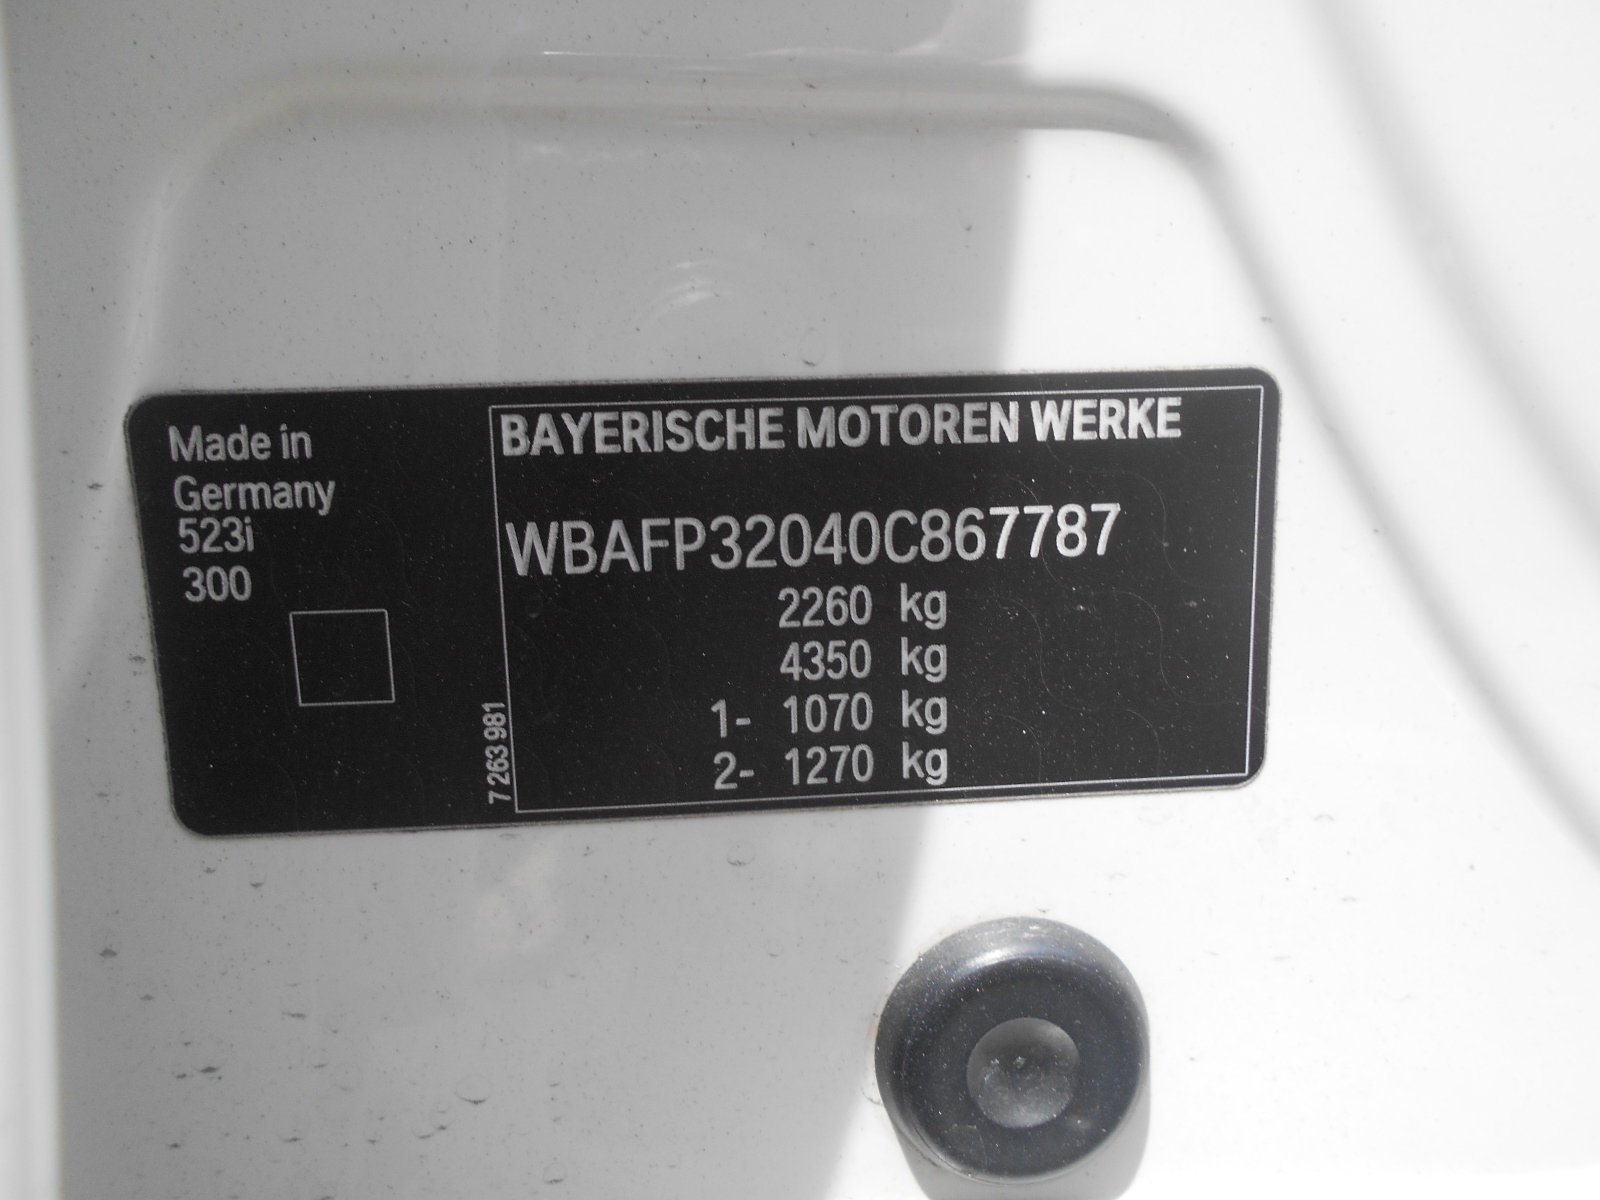 Made in
Germany
523i
300
7 263 981
BAYERISCHE MOTOREN WERKE
WBAFP32040C867787
2260 kg
4350 kg
1- 1070 kg
2- 1270 kg